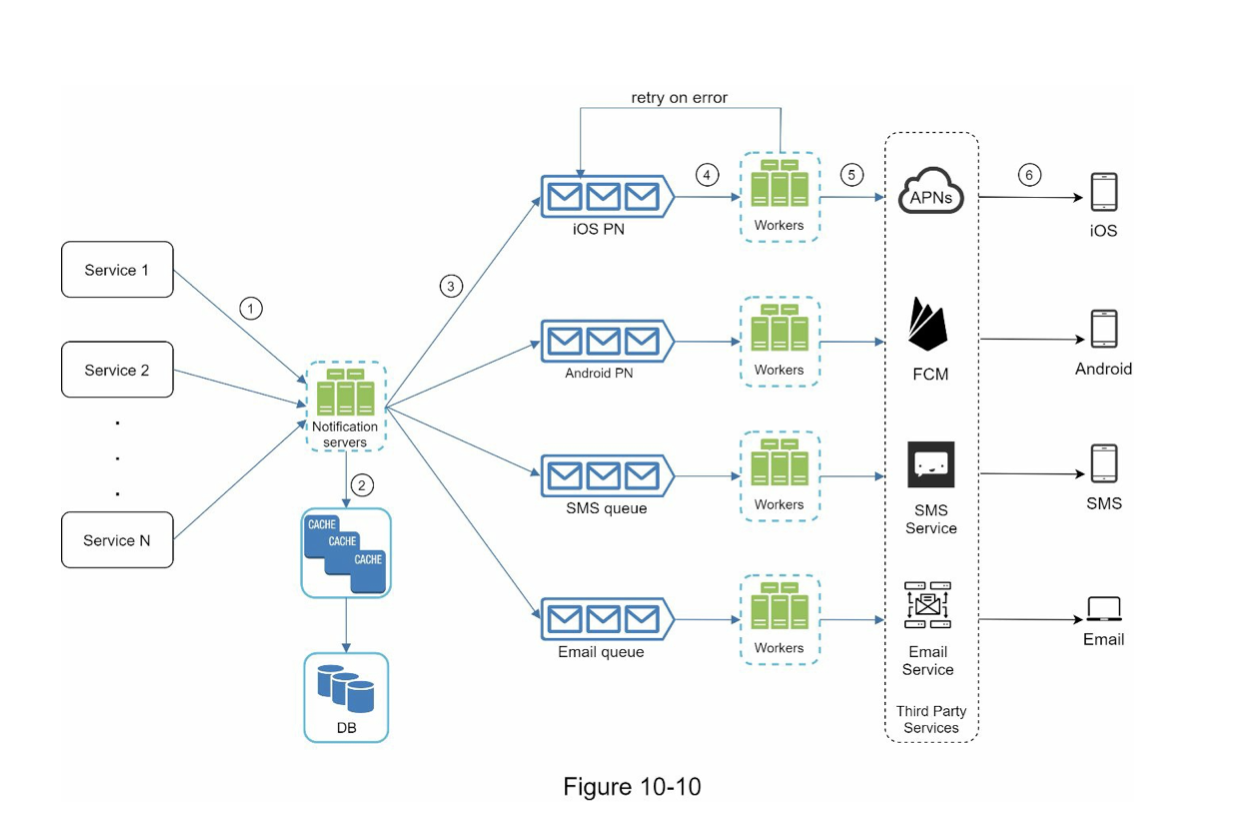 retry on error
4
5
6
APNs
iOS PN
Workers
iOS
Service 1
3
1
Service 2
Android PN
Workers
FCM
Android
Notification
servers
2
SMS queue
Workers
SMS
Service
SMS
Service N
CACHE
CACHE
CACHE
Email queue
Workers
Email
Service
Email
DB
Third Party
Services
Figure 10-10